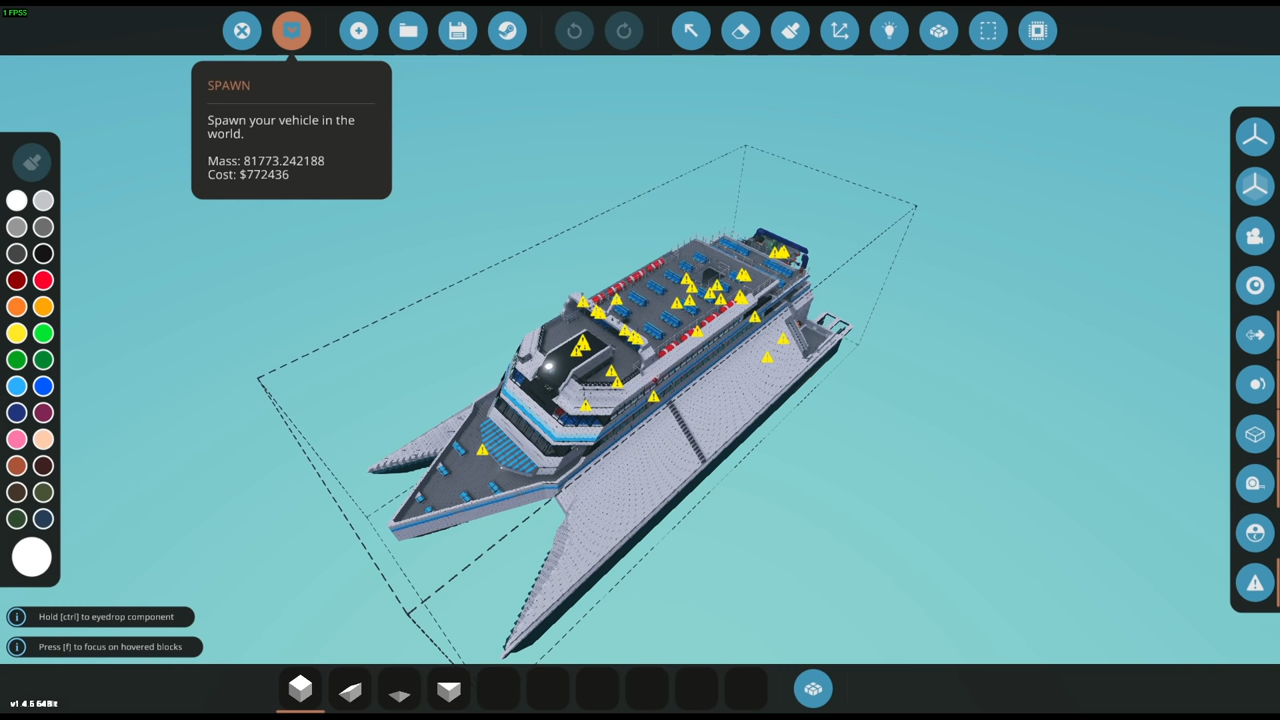 1 FPSS
SPAWN
Spawn your vehicle in the
world.
Mass: 81773.242188
Cost: $772436
Hold [ctrl] to eyedrop component
Press [f] to focus on hovered blocks